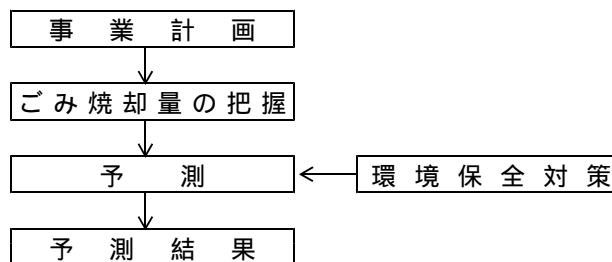 事業計画
ごみ焼却量の把握
予測
環境保全対策
予測結果